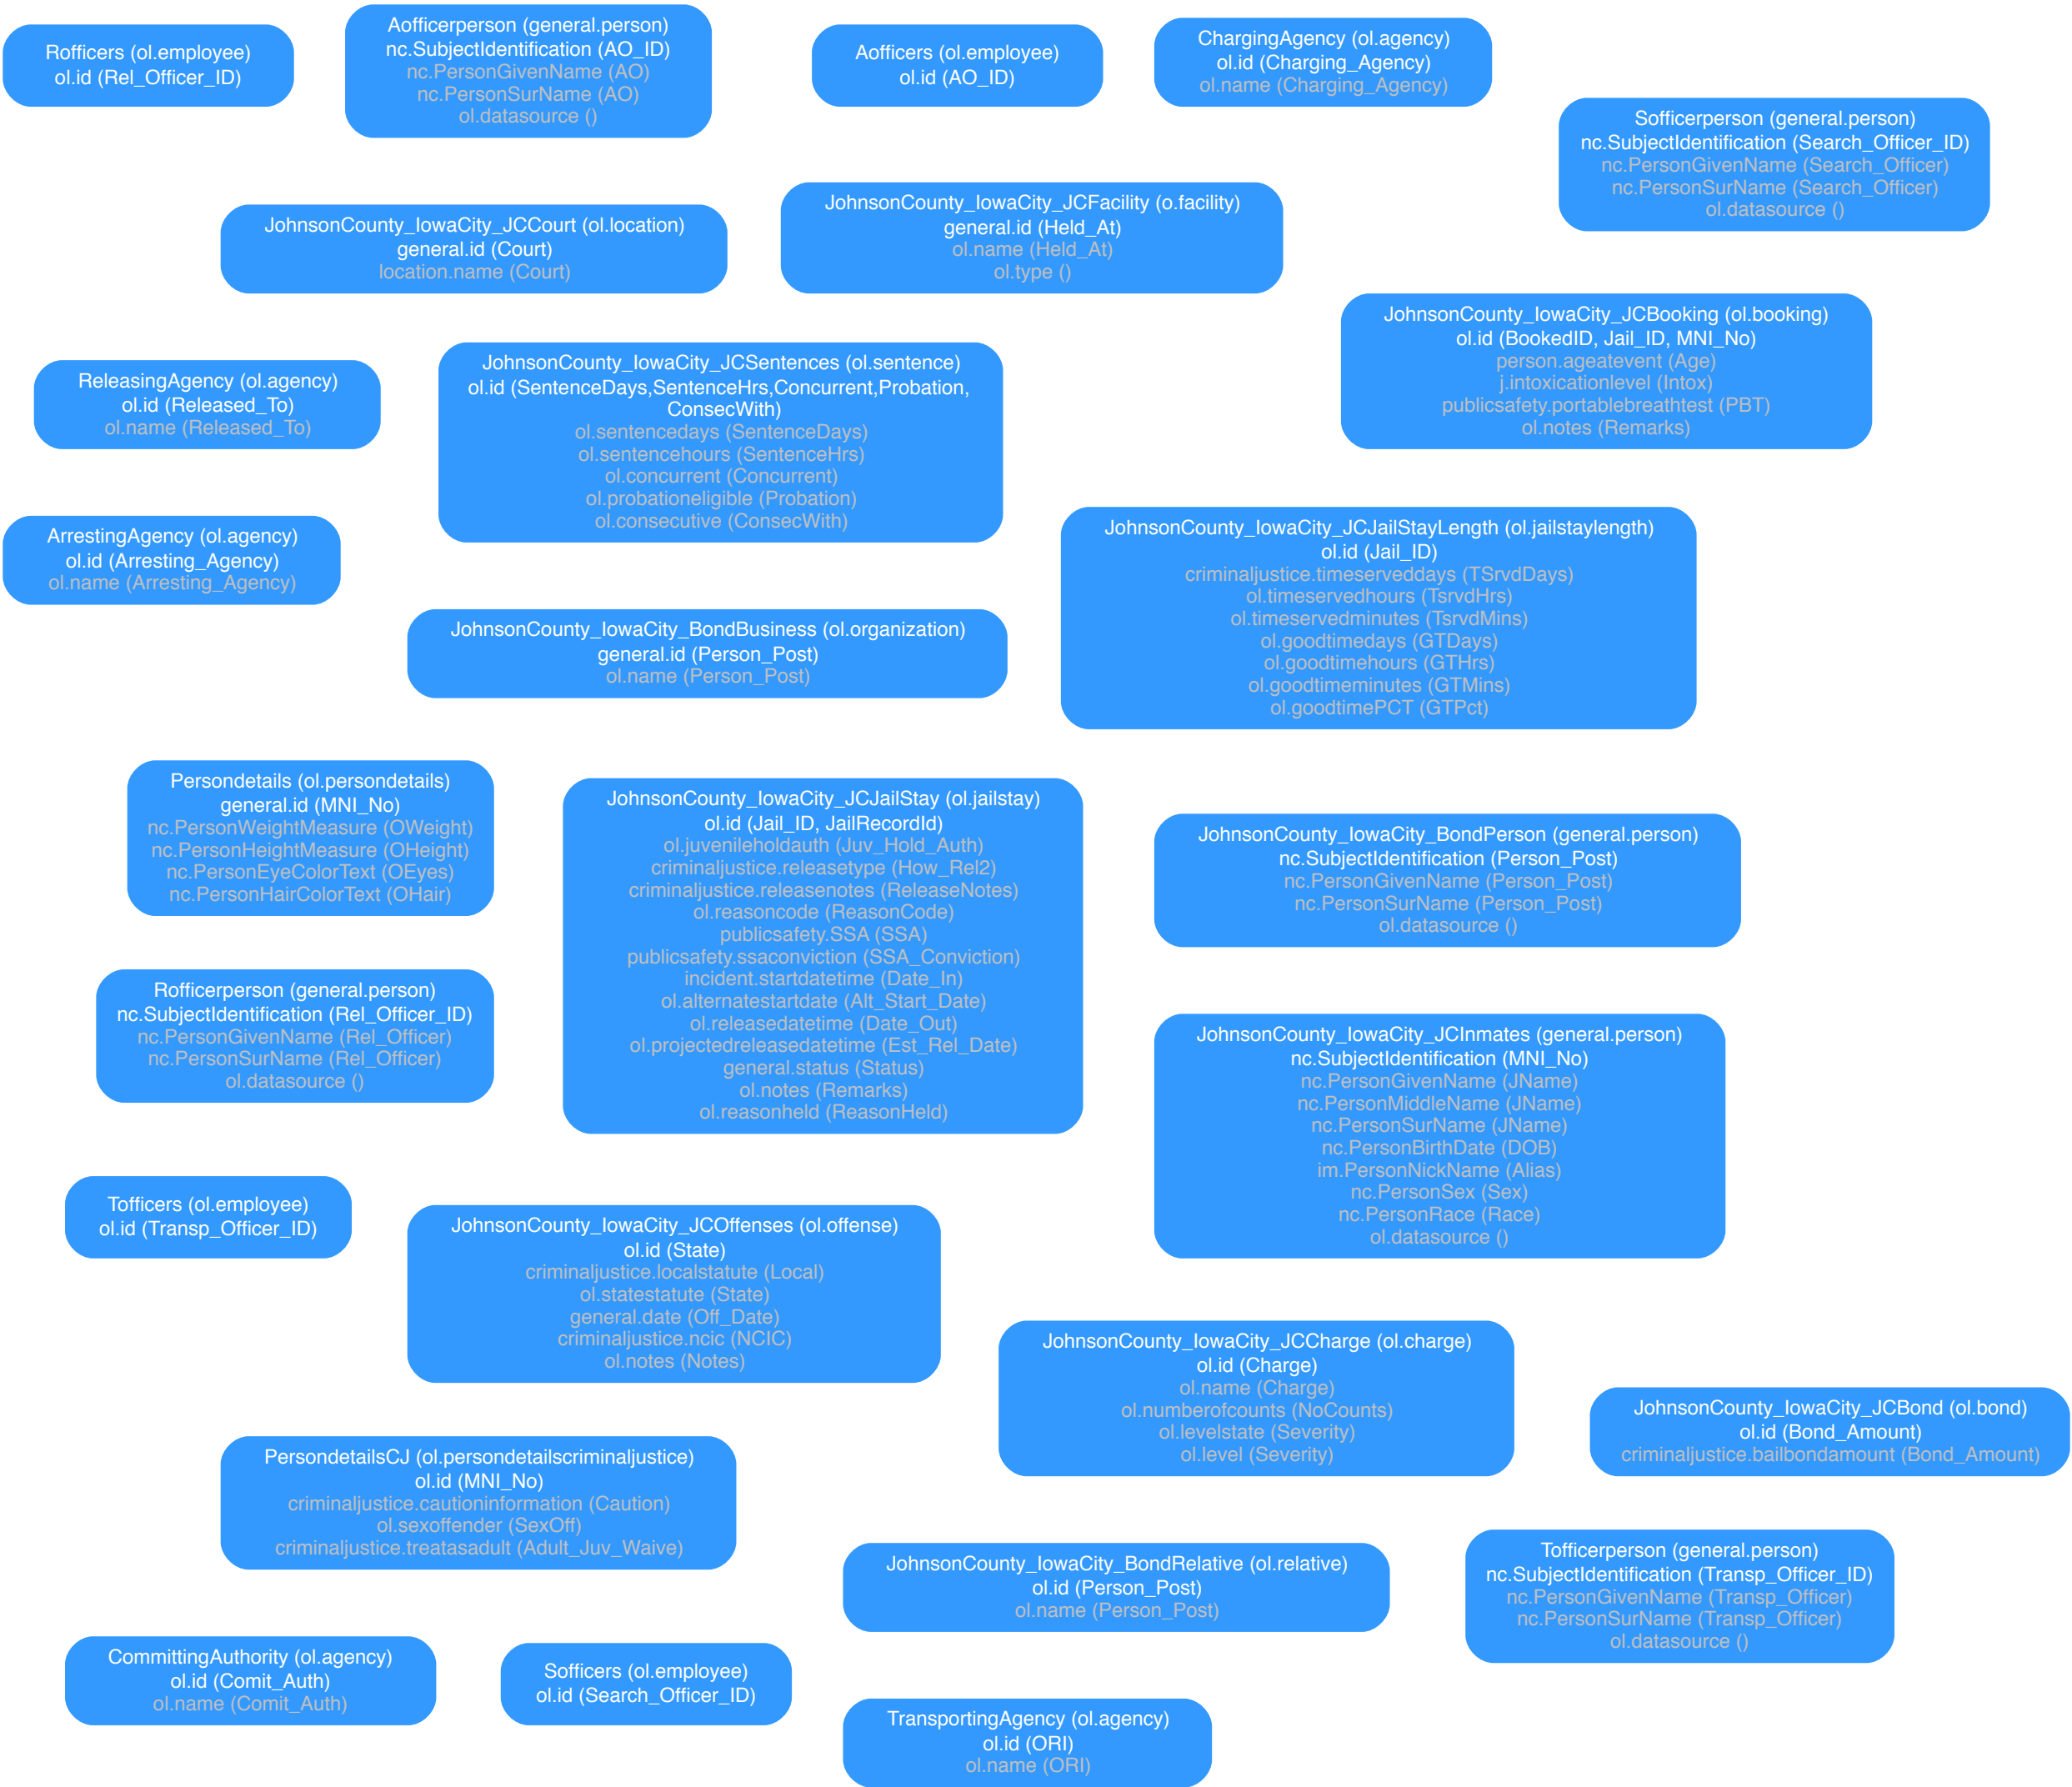 Rofficers (ol.employee)
ol.id (Rel_Officer_ID)
Aofficerperson (general.person)
nc.SubjectIdentification (AO_ID)
nc.PersonGivenName (AO)
nc.PersonSurName (AO)
ol.datasource ()
Aofficers (ol.employee)
ol.id (AO_ID)
ChargingAgency (ol.agency)
ol.id (Charging_Agency)
ol.name (Charging_Agency)
Sofficerperson (general.person)
nc.SubjectIdentification (Search_Officer_ID)
nc.PersonGivenName (Search_Officer)
nc.PersonSurName (Search_Officer)
ol.datasource ()
JohnsonCounty_IowaCity_JCCourt (ol.location)
general.id (Court)
location.name (Court)
JohnsonCounty_IowaCity_JCFacility (o.facility)
general.id (Held_At)
ol.name (Held_At)
ol.type ()
JohnsonCounty_IowaCity_JCBooking (ol.booking)
ol.id (BookedID, Jail_ID, MNI_No)
person.ageatevent (Age)
j.intoxicationlevel (Intox)
publicsafety.portablebreathtest (PBT)
ol.notes (Remarks)
ReleasingAgency (ol.agency)
ol.id (Released_To)
ol.name (Released_To)
JohnsonCounty_IowaCity_JCSentences (ol.sentence)
ol.id (SentenceDays,SentenceHrs,Concurrent,Probation,
ConsecWith)
ol.sentencedays (SentenceDays)
ol.sentencehours (SentenceHrs)
ol.concurrent (Concurrent)
ol.probationeligible (Probation)
ol.consecutive (ConsecWith)
ArrestingAgency (ol.agency)
ol.id (Arresting_Agency)
ol.name (Arresting_Agency)
JohnsonCounty_IowaCity_JCJailStayLength (ol.jailstaylength)
ol.id (Jail_ID)
criminaljustice.timeserveddays (TSrvdDays)
ol.timeservedhours (TsrvdHrs)
ol.timeservedminutes (TsrvdMins)
ol.goodtimedays (GTDays)
ol.goodtimehours (GTHrs)
ol.goodtimeminutes (GTMins)
ol.goodtimePCT (GTPct)
JohnsonCounty_IowaCity_BondBusiness (ol.organization)
general.id (Person_Post)
ol.name (Person_Post)
Persondetails (ol.persondetails)
general.id (MNI_No)
nc.PersonWeightMeasure (OWeight)
nc.PersonHeightMeasure (OHeight)
nc.PersonEyeColorText (OEyes)
nc.PersonHairColorText (OHair)
JohnsonCounty_IowaCity_JCJailStay (ol.jailstay)
ol.id (Jail_ID, JailRecordId)
ol.juvenileholdauth (Juv_Hold_Auth)
criminaljustice.releasetype (How_Rel2)
criminaljustice.releasenotes (ReleaseNotes)
ol.reasoncode (ReasonCode)
publicsafety.SSA (SSA)
publicsafety.ssaconviction (SSA_Conviction)
incident.startdatetime (Date_In)
ol.alternatestartdate (Alt_Start_Date)
ol.releasedatetime (Date_Out)
ol.projectedreleasedatetime (Est_Rel_Date)
general.status (Status)
ol.notes (Remarks)
ol.reasonheld (ReasonHeld)
JohnsonCounty_IowaCity_BondPerson (general.person)
nc.SubjectIdentification (Person_Post)
nc.PersonGivenName (Person_Post)
nc.PersonSurName (Person_Post)
ol.datasource ()
Rofficerperson (general.person)
nc.SubjectIdentification (Rel_Officer_ID)
nc.PersonGivenName (Rel_Officer)
nc.PersonSurName (Rel_Officer)
ol.datasource ()
JohnsonCounty_IowaCity_JCInmates (general.person)
nc.SubjectIdentification (MNI_No)
nc.PersonGivenName (JName)
nc.PersonMiddleName (JName)
nc.PersonSurName (JName)
nc.PersonBirthDate (DOB)
im.PersonNickName (Alias)
nc.PersonSex (Sex)
nc.PersonRace (Race)
ol.datasource ()
Tofficers (ol.employee)
ol.id (Transp_Officer_ID)
JohnsonCounty_IowaCity_JCOffenses (ol.offense)
ol.id (State)
criminaljustice.localstatute (Local)
ol.statestatute (State)
general.date (Off_Date)
criminaljustice.ncic (NCIC)
ol.notes (Notes)
JohnsonCounty_IowaCity_JCCharge (ol.charge)
ol.id (Charge)
ol.name (Charge)
ol.numberofcounts (NoCounts)
ol.levelstate (Severity)
ol.level (Severity)
JohnsonCounty_IowaCity_JCBond (ol.bond)
ol.id (Bond_Amount)
criminaljustice.bailbondamount (Bond_Amount)
PersondetailsCJ (ol.persondetailscriminaljustice)
ol.id (MNI_No)
criminaljustice.cautioninformation (Caution)
ol.sexoffender (SexOff)
criminaljustice.treatasadult (Adult_Juv_Waive)
JohnsonCounty_IowaCity_BondRelative (ol.relative)
ol.id (Person_Post)
ol.name (Person_Post)
Tofficerperson (general.person)
nc.SubjectIdentification (Transp_Officer_ID)
nc.PersonGivenName (Transp_Officer)
nc.PersonSurName (Transp_Officer)
ol.datasource ()
CommittingAuthority (ol.agency)
ol.id (Comit_Auth)
ol.name (Comit_Auth)
Sofficers (ol.employee)
ol.id (Search_Officer_ID)
TransportingAgency (ol.agency)
ol.id (ORI)
ol.name (ORI)